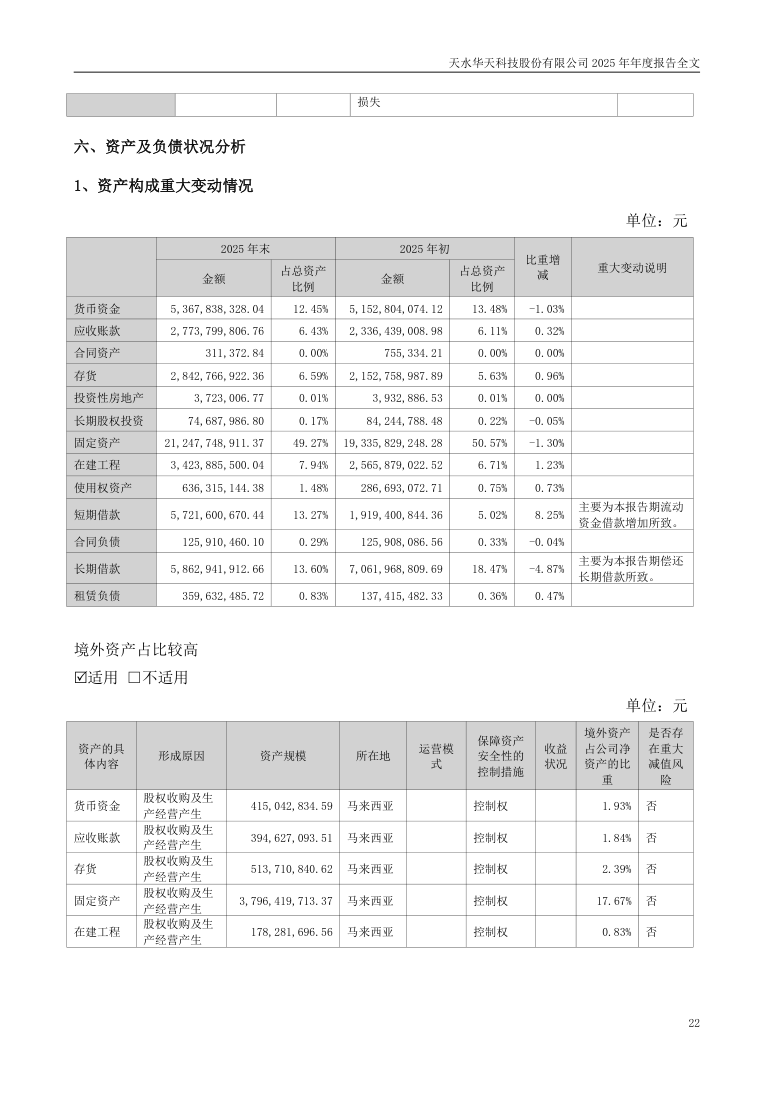 天水华天科技股份有限公司 2025 年年度报告全文
损失
六、资产及负债状况分析
1、资产构成重大变动情况
单位：元
2025 年末 2025 年初 比重增减 重大变动说明
金额 占总资产比例 金额 占总资产比例
货币资金 5,367,838,328.04 12.45% 5,152,804,074.12 13.48% -1.03%
应收账款 2,773,799,806.76 6.43% 2,336,439,008.98 6.11% 0.32%
合同资产 311,372.84 0.00% 755,334.21 0.00% 0.00%
存货 2,842,766,922.36 6.59% 2,152,758,987.89 5.63% 0.96%
投资性房地产 3,723,006.77 0.01% 3,932,886.53 0.01% 0.00%
长期股权投资 74,687,986.80 0.17% 84,244,788.48 0.22% -0.05%
固定资产 21,247,748,911.37 49.27% 19,335,829,248.28 50.57% -1.30%
在建工程 3,423,885,500.04 7.94% 2,565,879,022.52 6.71% 1.23%
使用权资产 636,315,144.38 1.48% 286,693,072.71 0.75% 0.73%
短期借款 5,721,600,670.44 13.27% 1,919,400,844.36 5.02% 8.25% 主要为本报告期流动资金借款增加所致。
合同负债 125,910,460.10 0.29% 125,908,086.56 0.33% -0.04%
长期借款 5,862,941,912.66 13.60% 7,061,968,809.69 18.47% -4.87% 主要为本报告期偿还长期借款所致。
租赁负债 359,632,485.72 0.83% 137,415,482.33 0.36% 0.47%
境外资产占比较高
☑适用 □不适用
单位：元
资产的具体内容 形成原因 资产规模 所在地 运营模式 保障资产安全性的控制措施 收益状况 境外资产占公司净资产的比重 是否存在重大减值风险
货币资金 股权收购及生产经营产生 415,042,834.59 马来西亚 控制权 1.93% 否
应收账款 股权收购及生产经营产生 394,627,093.51 马来西亚 控制权 1.84% 否
存货 股权收购及生产经营产生 513,710,840.62 马来西亚 控制权 2.39% 否
固定资产 股权收购及生产经营产生 3,796,419,713.37 马来西亚 控制权 17.67% 否
在建工程 股权收购及生产经营产生 178,281,696.56 马来西亚 控制权 0.83% 否
22